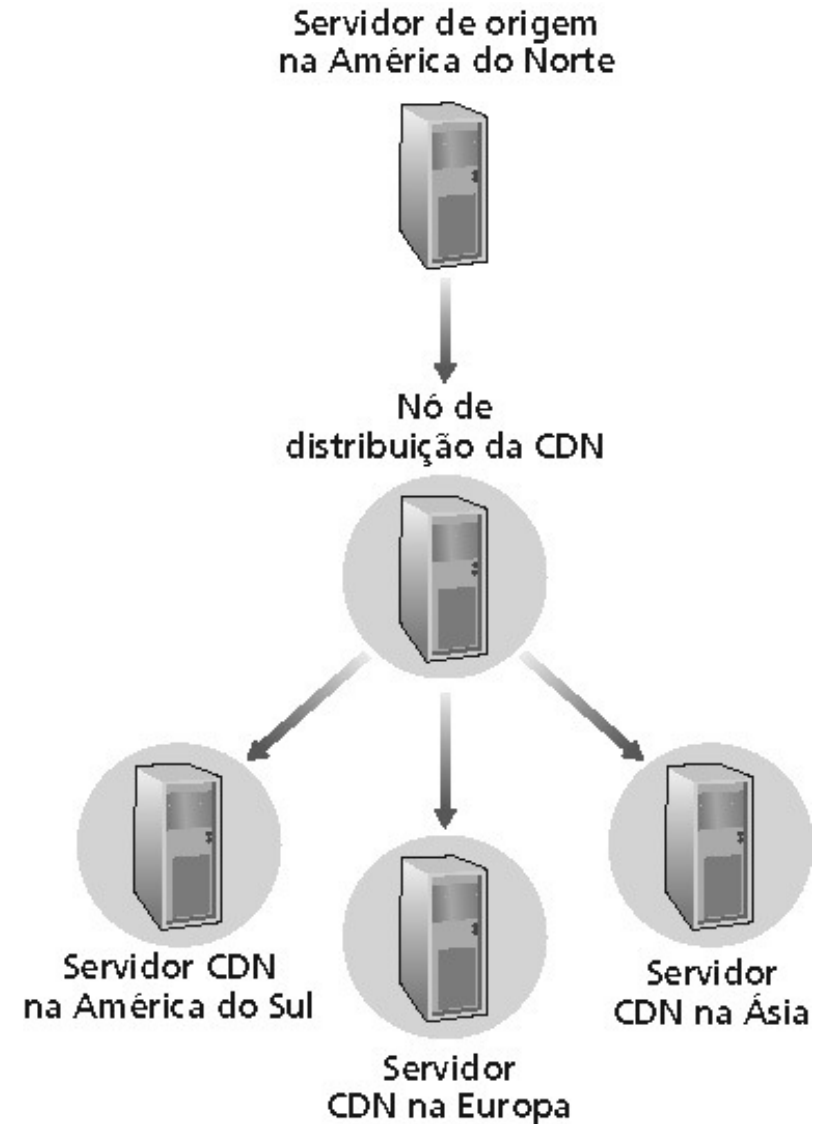 Servidor de origem
na América do Norte
Nó de
distribuição da CDN
Servidor CDN
na América do Sul
Servidor
CDN na Europa
Servidor
CDN na Ásia